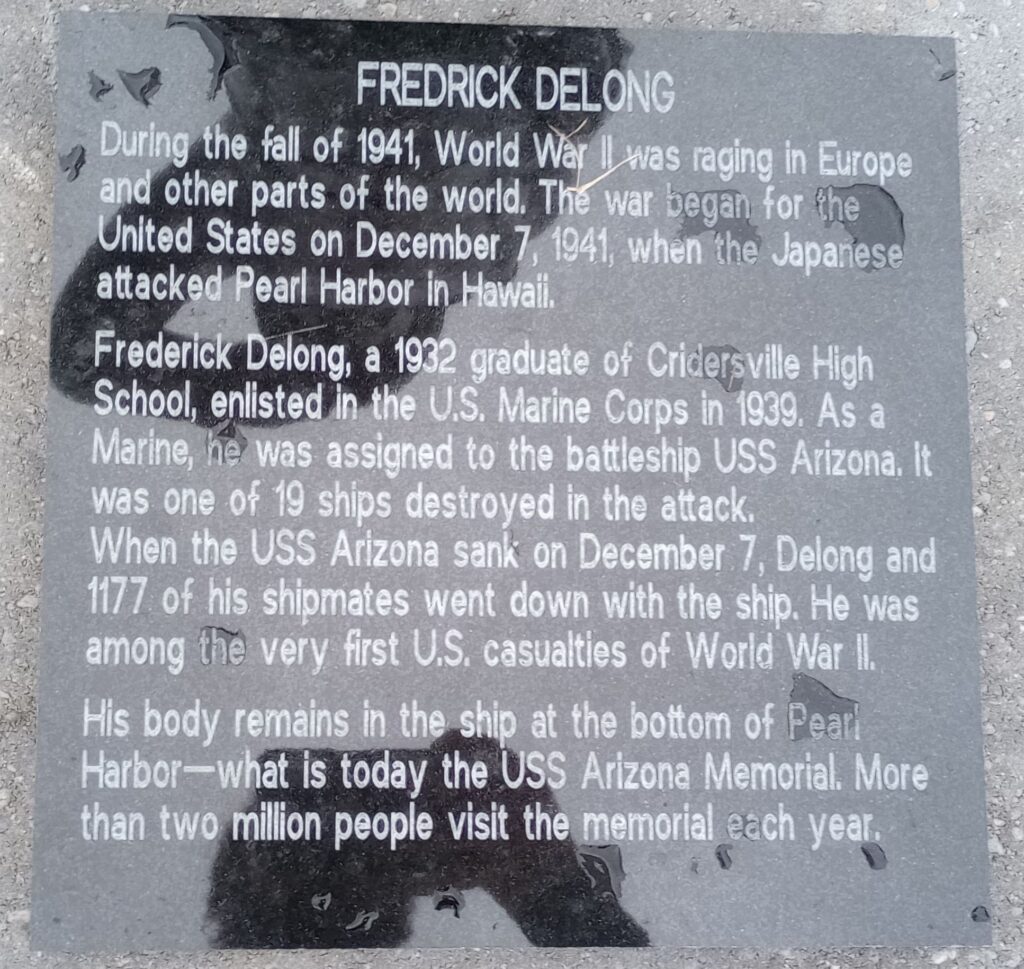 FREDRICK DELONG
During the fall of 1941, World War II was raging in Europe
and other parts of the world. The war began for the
United States on December 7, 1941, when the Japanese
attacked Pearl Harbor in Hawaii.
Frederick Delong, a 1932 graduate of Cridersville High
School, enlisted in the U.S. Marine Corps in 1939. As a
Marine, he was assigned to the battleship USS Arizona. It
was one of 19 ships destroyed in the attack.
When the USS Arizona sank on December 7, Delong and
1177 of his shipmates went down with the ship. He was
among the very first U.S. casualties of World War II.
His body remains in the ship at the bottom of Pearl
Harbor—what is today the USS Arizona Memorial. More
than two million people visit the memorial each year.